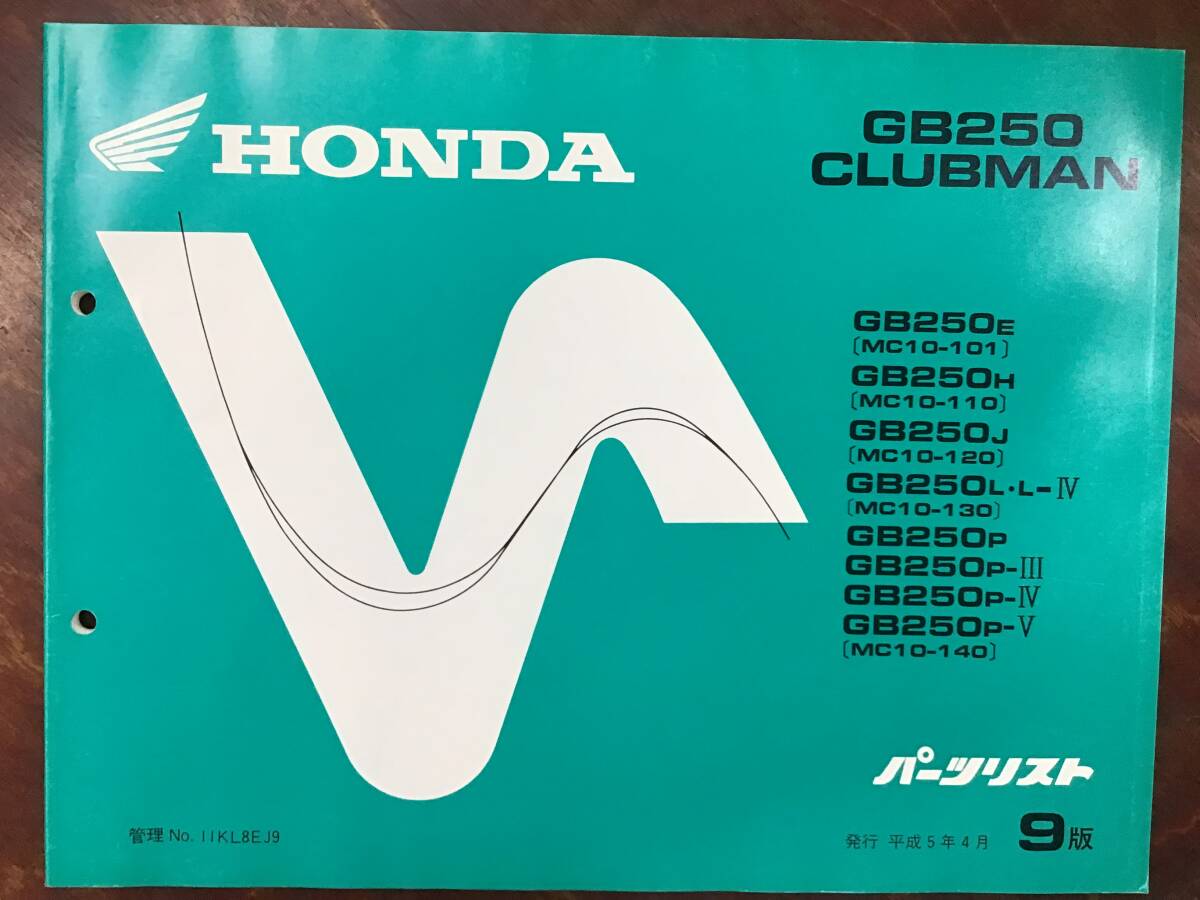 HONDA
GB250
CLUBMAN
GB250E
〔MC10-101〕
GB250H
〔MC10-110〕
GB250J
〔MC10-120〕
GB250L・L-Ⅳ
〔MC10-130〕
GB250P
GB250P-Ⅲ
GB250P-Ⅳ
GB250P-Ⅴ
〔MC10-140〕
パーツリスト
管理 No. 11KL8EJ9
発行 平成5年4月 9版